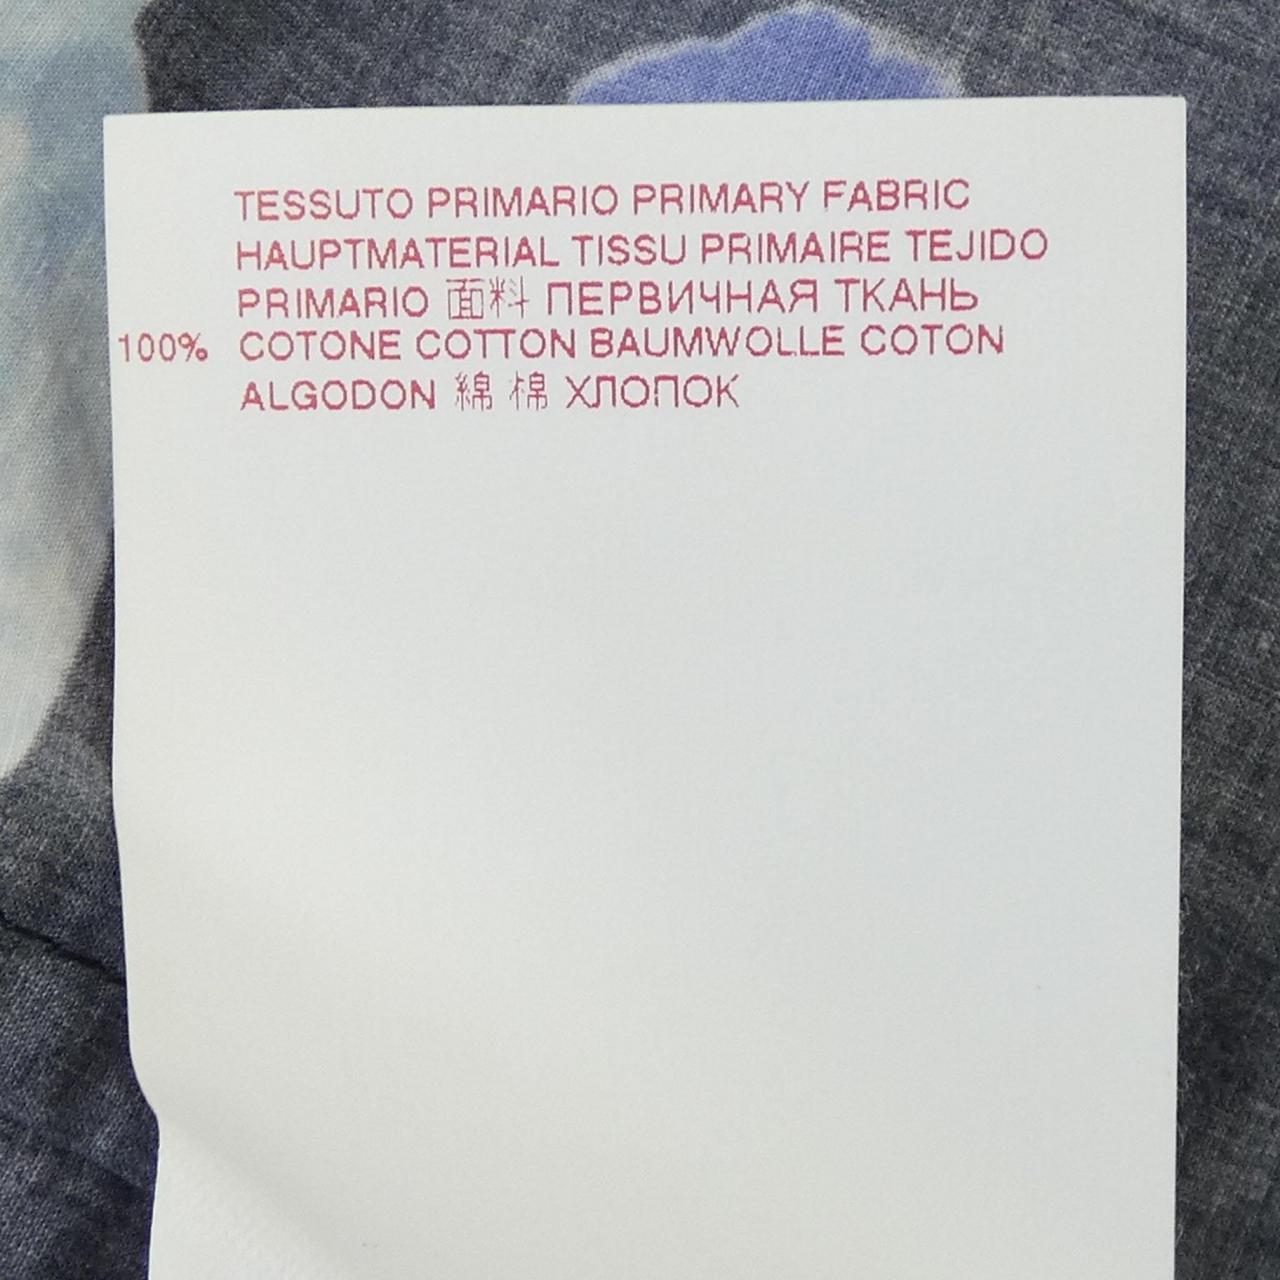 TESSUTO PRIMARIO PRIMARY FABRIC
HAUPTMATERIAL TISSU PRIMAIRE TEJIDO
PRIMARIO 面料 ПЕРВИЧНАЯ ТКАНЬ
100% COTONE COTTON BAUMWOLLE COTON
ALGODON 綿 棉 ХЛОПОК